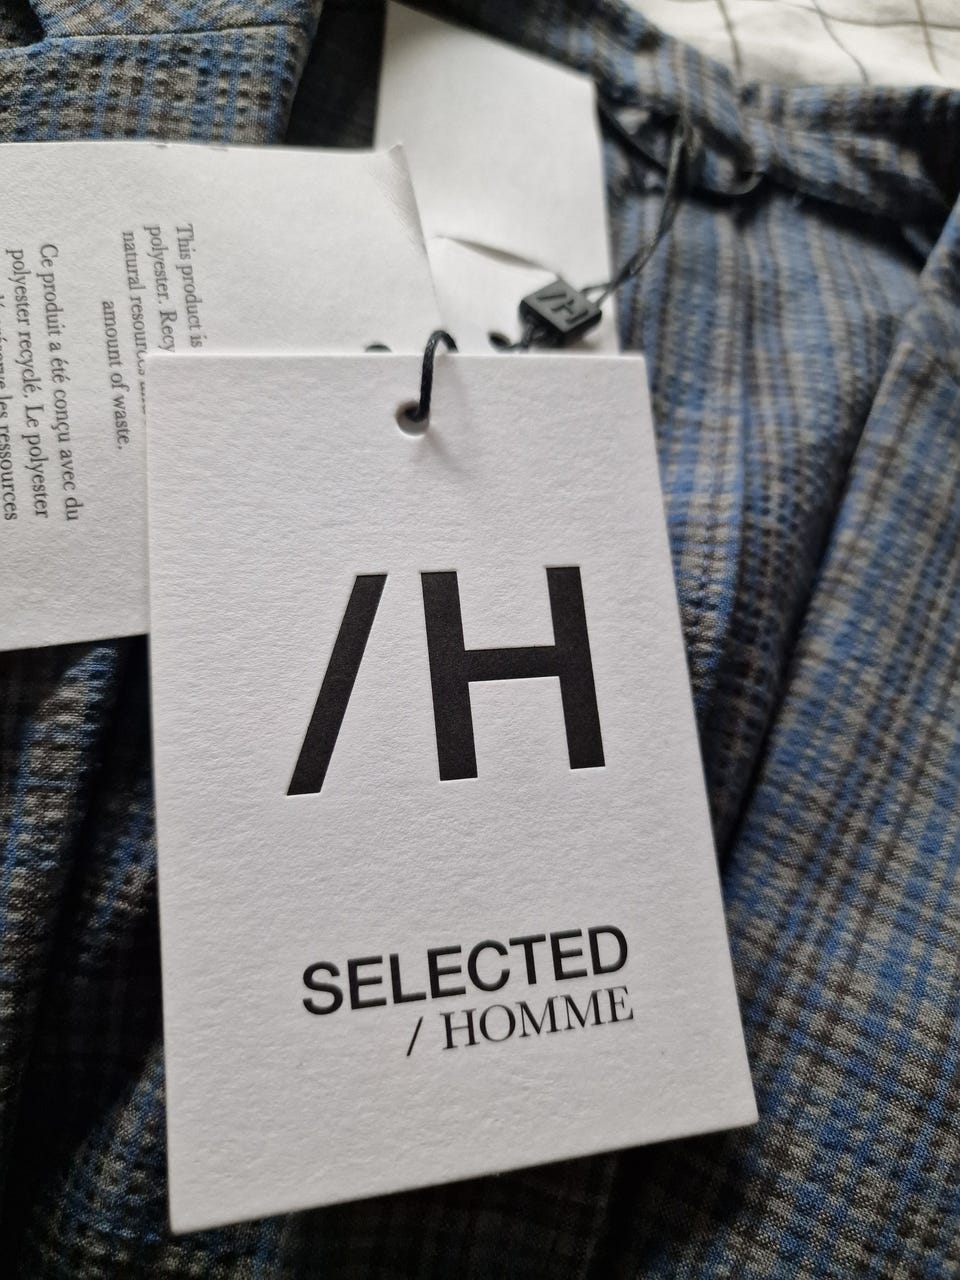 This product is
polyester. Recy
natural resources and
amount of waste.
Ce produit a été conçu avec du
polyester recyclé. Le polyester
les ressources
/H
/H
SELECTED
/ HOMME